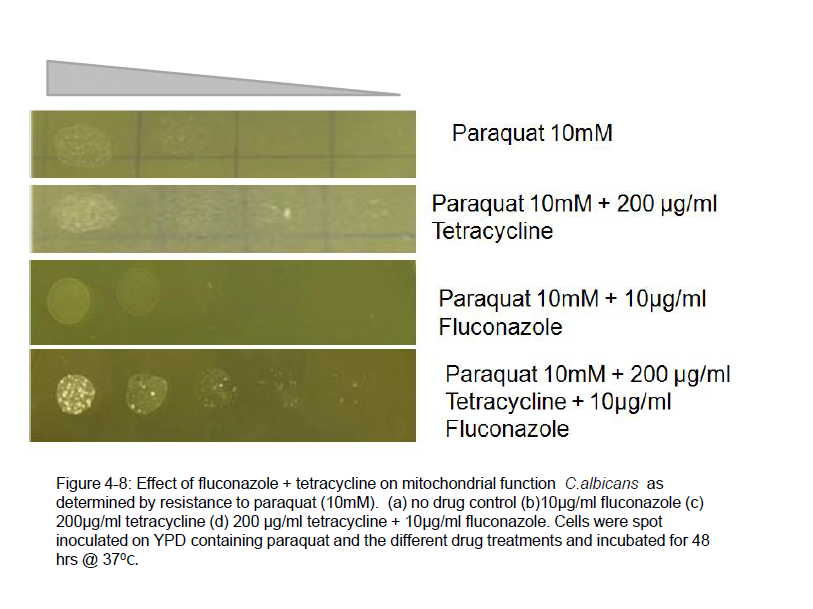 Paraquat 10mM
Paraquat 10mM + 200 µg/ml
Tetracycline
Paraquat 10mM + 10µg/ml
Fluconazole
Paraquat 10mM + 200 µg/ml
Tetracycline + 10µg/ml
Fluconazole
Figure 4-8: Effect of fluconazole + tetracycline on mitochondrial function C.albicans as
determined by resistance to paraquat (10mM). (a) no drug control (b)10µg/ml fluconazole (c)
200µg/ml tetracycline (d) 200 µg/ml tetracycline + 10µg/ml fluconazole. Cells were spot
inoculated on YPD containing paraquat and the different drug treatments and incubated for 48
hrs @ 37⁰C.